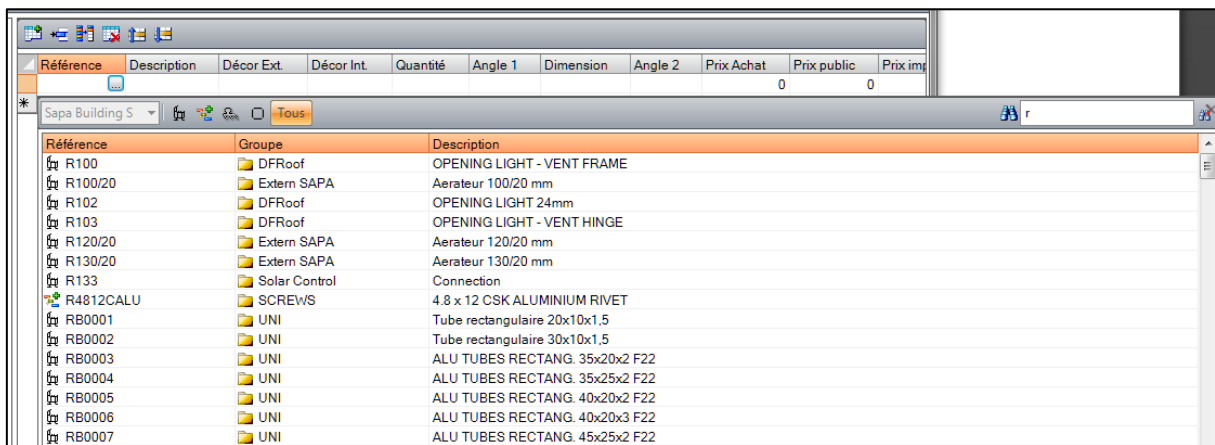 Référence Description Décor Ext. Décor Int. Quantité Angle 1 Dimension Angle 2 Prix Achat Prix public Prix imp
... 0 0
Sapa Building S Tous r
Référence Groupe Description
R100 DFRoof OPENING LIGHT - VENT FRAME
R100/20 Extern SAPA Aerateur 100/20 mm
R102 DFRoof OPENING LIGHT 24mm
R103 DFRoof OPENING LIGHT - VENT HINGE
R120/20 Extern SAPA Aerateur 120/20 mm
R130/20 Extern SAPA Aerateur 130/20 mm
R133 Solar Control Connection
R4812CALU SCREWS 4.8 x 12 CSK ALUMINIUM RIVET
RB0001 UNI Tube rectangulaire 20x10x1,5
RB0002 UNI Tube rectangulaire 30x10x1,5
RB0003 UNI ALU TUBES RECTANG. 35x20x2 F22
RB0004 UNI ALU TUBES RECTANG. 35x25x2 F22
RB0005 UNI ALU TUBES RECTANG. 40x20x2 F22
RB0006 UNI ALU TUBES RECTANG. 40x20x3 F22
RB0007 UNI ALU TUBES RECTANG. 45x25x2 F22